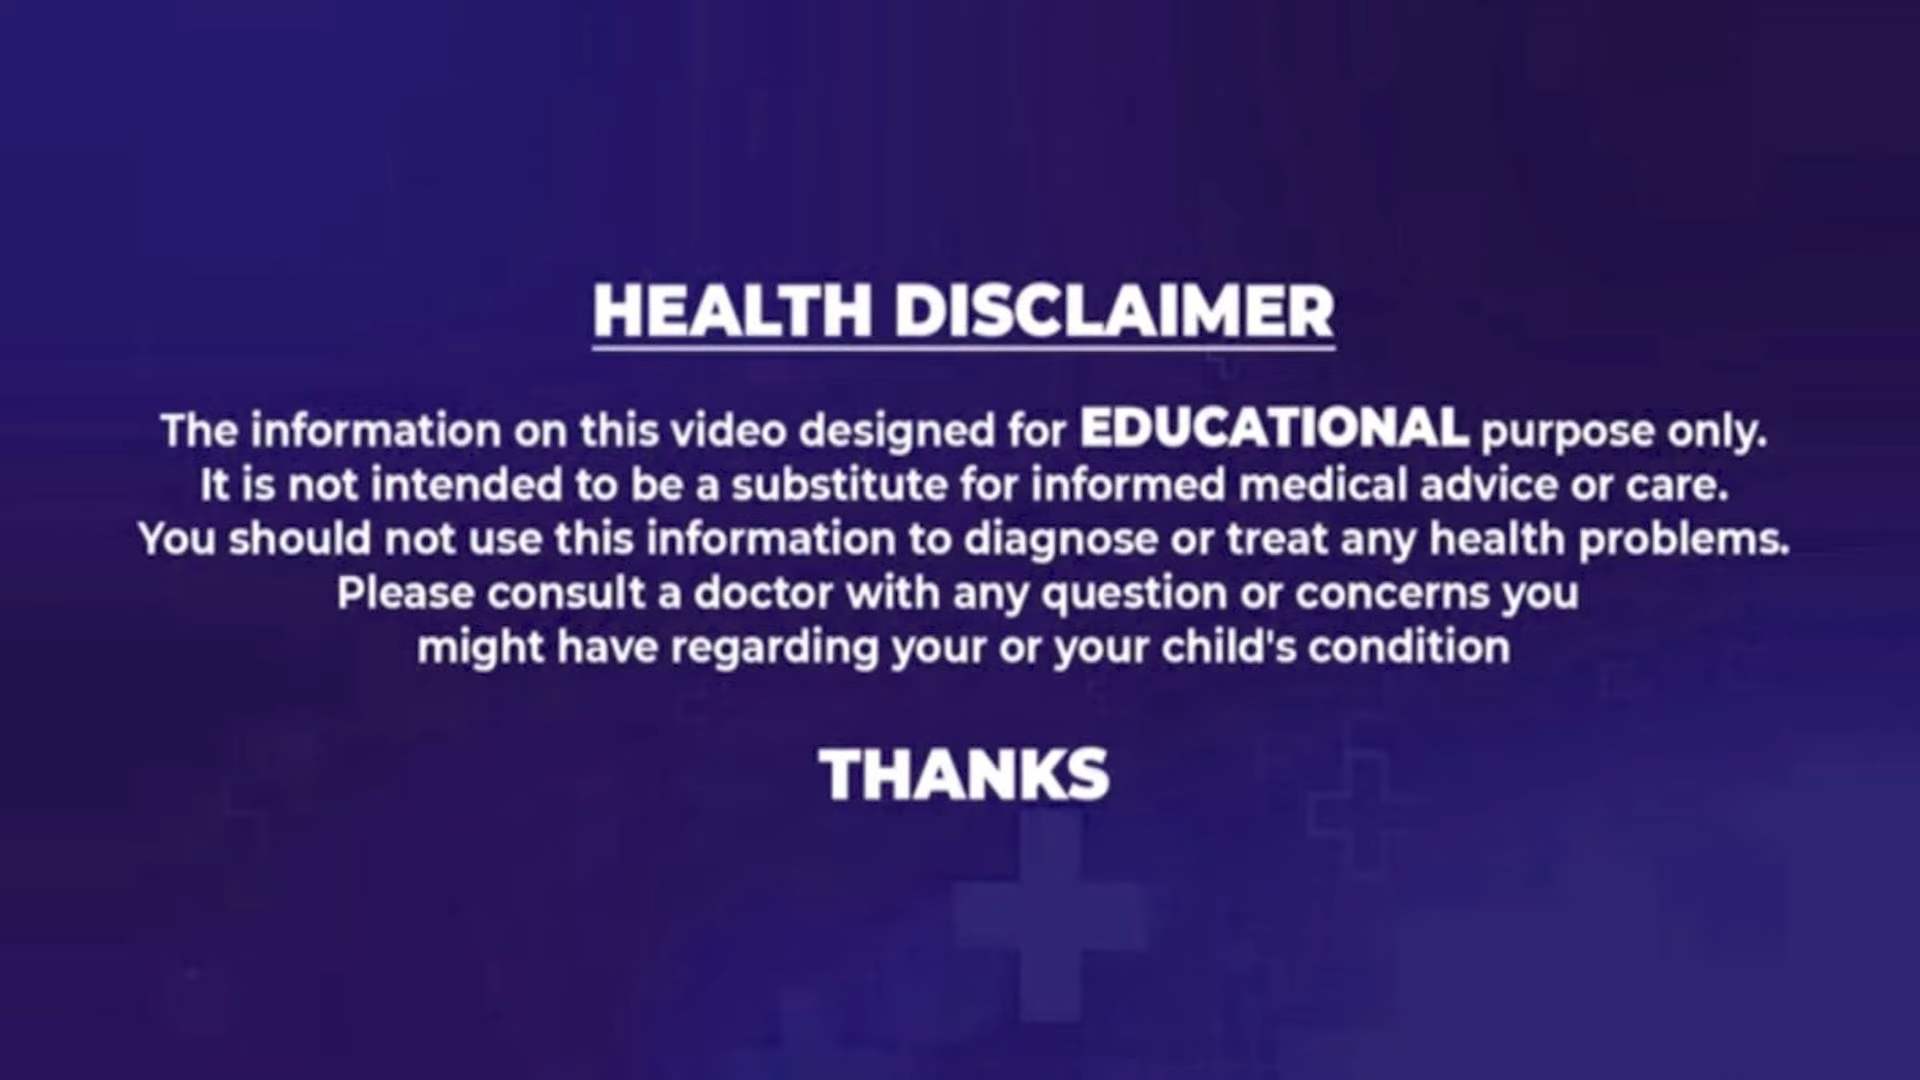 HEALTH DISCLAIMER
The information on this video designed for EDUCATIONAL purpose only.
It is not intended to be a substitute for informed medical advice or care.
You should not use this information to diagnose or treat any health problems.
Please consult a doctor with any question or concerns you
might have regarding your or your child's condition
THANKS